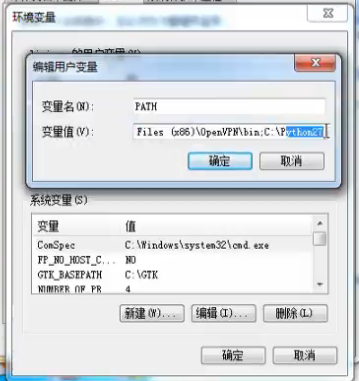 环境变量
编辑用户变量
变量名(N):
PATH
变量值(V):
Files (x86)\OpenVPN\bin;C:\Python27
确定
取消
系统变量(S)
变量 值
ComSpec C:\Windows\system32\cmd.exe
FP_NO_HOST_C... NO
GTK_BASEPATH C:\GTK
NUMBER_OF_PR 4
新建(W)...
编辑(I)...
删除(L)
确定
取消